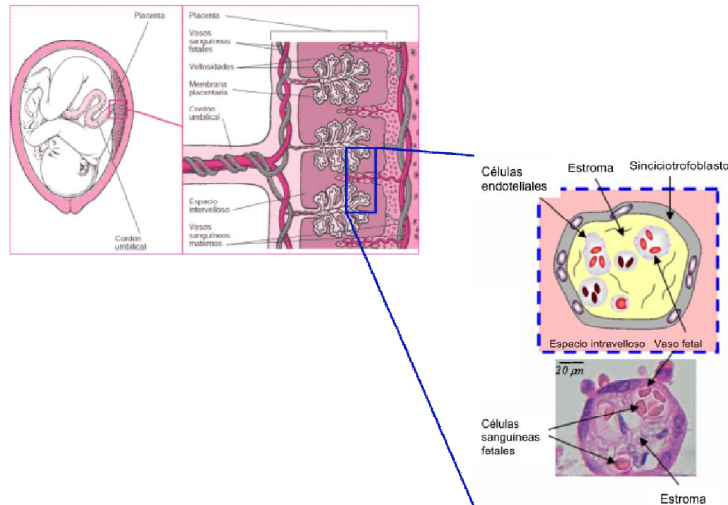 Placenta
Cordón
umbilical
Placenta
Vasos
sanguíneos
fetales
Vellosidades
Membrana
placentaria
Cordón
umbilical
Espacio
intervelloso
Vasos
sanguíneos
maternos
Células
endoteliales
Estroma
Sinciciotrofoblasto
Espacio intravelloso
Vaso fetal
20 µm
Células
sanguíneas
fetales
Estroma